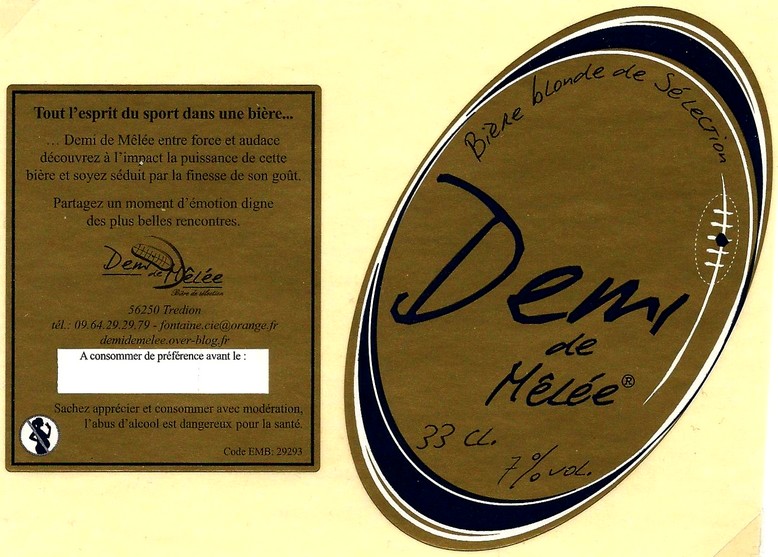 Tout l'esprit du sport dans une bière...
... Demi de Mêlée entre force et audace
découvrez à l'impact la puissance de cette
bière et soyez séduit par la finesse de son goût.
Partagez un moment d'émotion digne
des plus belles rencontres.
Demi
de Mêlée
Bière de sélection
56250 Tredion
tél.: 09.64.29.29.79 - fontaine.cie@orange.fr
demidemelee.over-blog.fr
A consommer de préférence avant le :
Sachez apprécier et consommer avec modération,
l'abus d'alcool est dangereux pour la santé.
Code EMB: 29293
Bière blonde de Sélection
Demi
de
Mêlée®
33 cl.
7% vol.